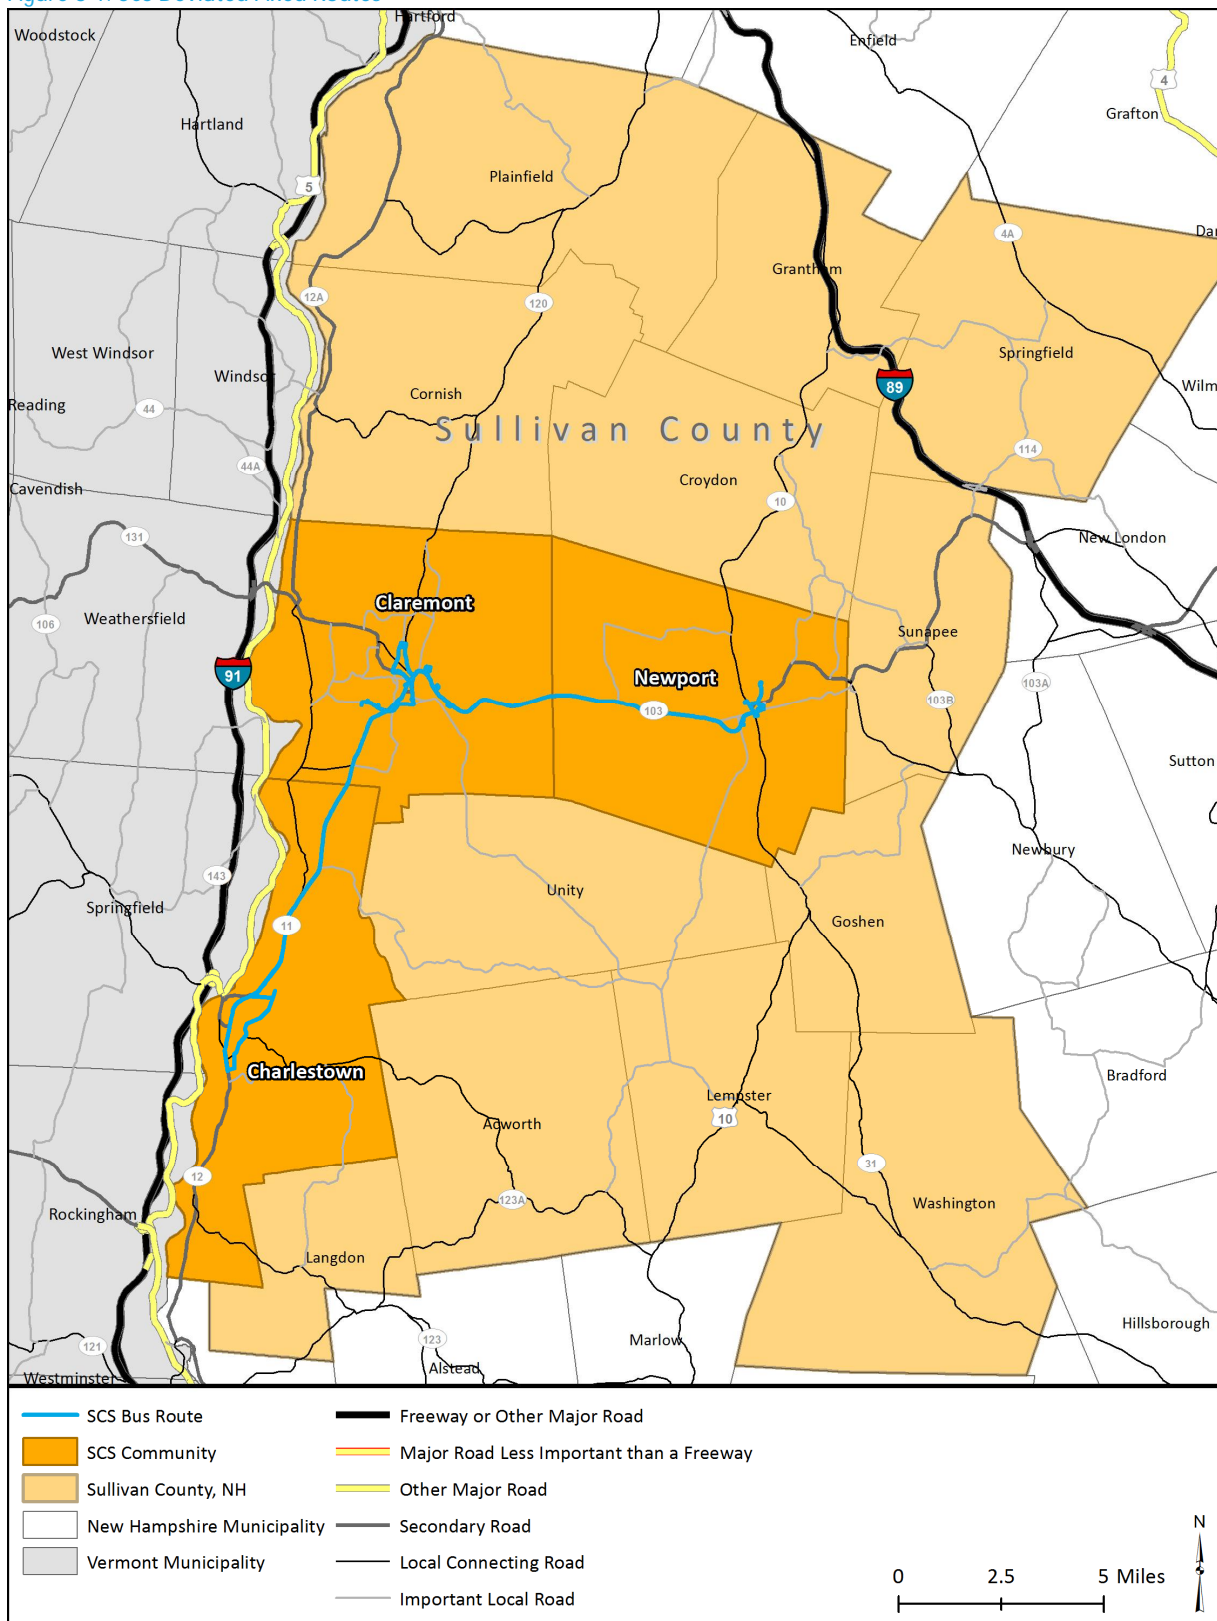 Hartford
Woodstock
Enfield
4
Grafton
Hartland
Plainfield
5
4A
Grantham
12A
120
West Windsor
Windsor
Springfield
89
Wilm
Reading
44
Cornish
Sullivan County
44A
114
Cavendish
Croydon
10
131
New London
Claremont
106
Weathersfield
Sunapee
91
Newport
103A
103B
103
Sutton
Newbury
143
Unity
Springfield
11
Goshen
Charlestown
Bradford
Lempster
10
Acworth
31
12
123A
Washington
Rockingham
Langdon
Hillsborough
123
Marlow
121
Alstead
Westminster
SCS Bus Route
SCS Community
Sullivan County, NH
New Hampshire Municipality
Vermont Municipality
Freeway or Other Major Road
Major Road Less Important than a Freeway
Other Major Road
Secondary Road
Local Connecting Road
Important Local Road
N
0 2.5 5 Miles